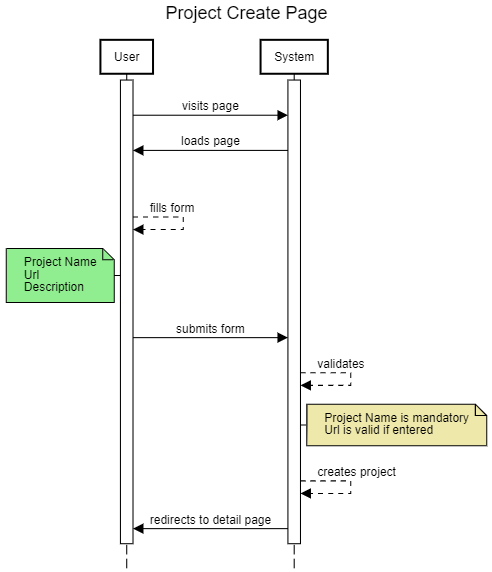 Project Create Page
User
System
visits page
loads page
fills form
Project Name
Url
Description
submits form
validates
Project Name is mandatory
Url is valid if entered
creates project
redirects to detail page